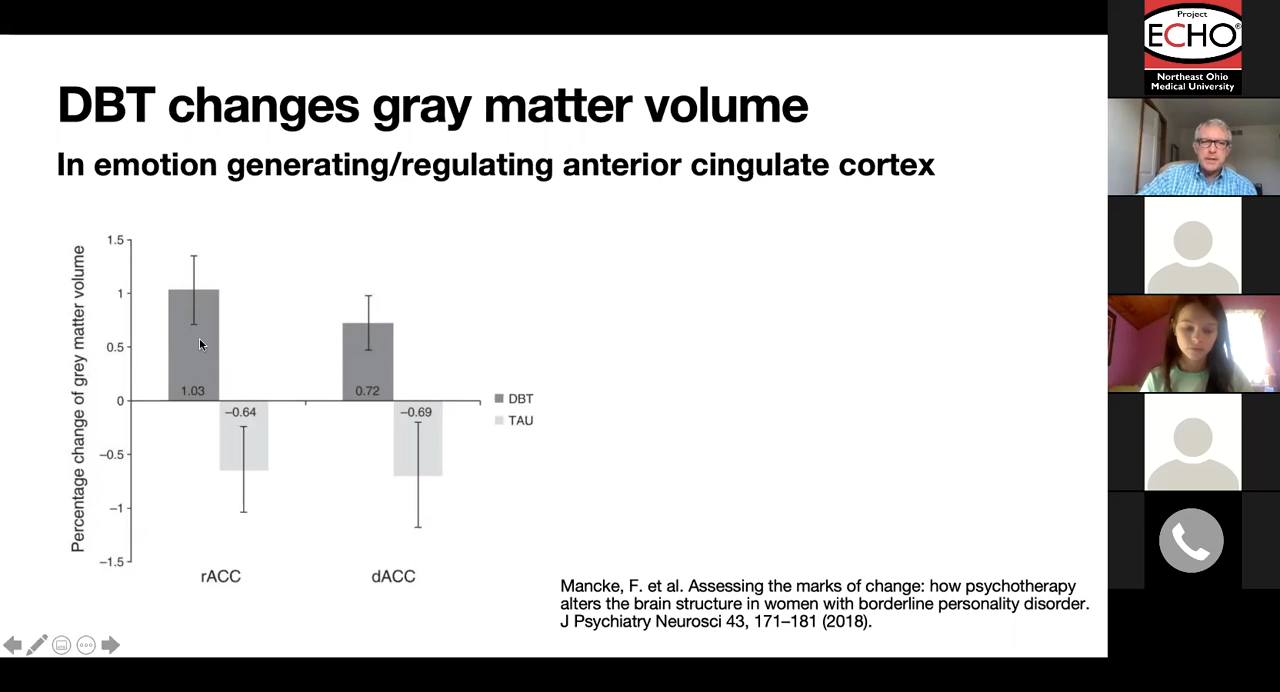 DBT changes gray matter volume
In emotion generating/regulating anterior cingulate cortex
Percentage change of grey matter volume
1.5
1
0.5
0
−0.5
−1
−1.5
1.03
−0.64
0.72
−0.69
rACC
dACC
DBT
TAU
Mancke, F. et al. Assessing the marks of change: how psychotherapy
alters the brain structure in women with borderline personality disorder.
J Psychiatry Neurosci 43, 171–181 (2018).
Project
ECHO®
Northeast Ohio
Medical University